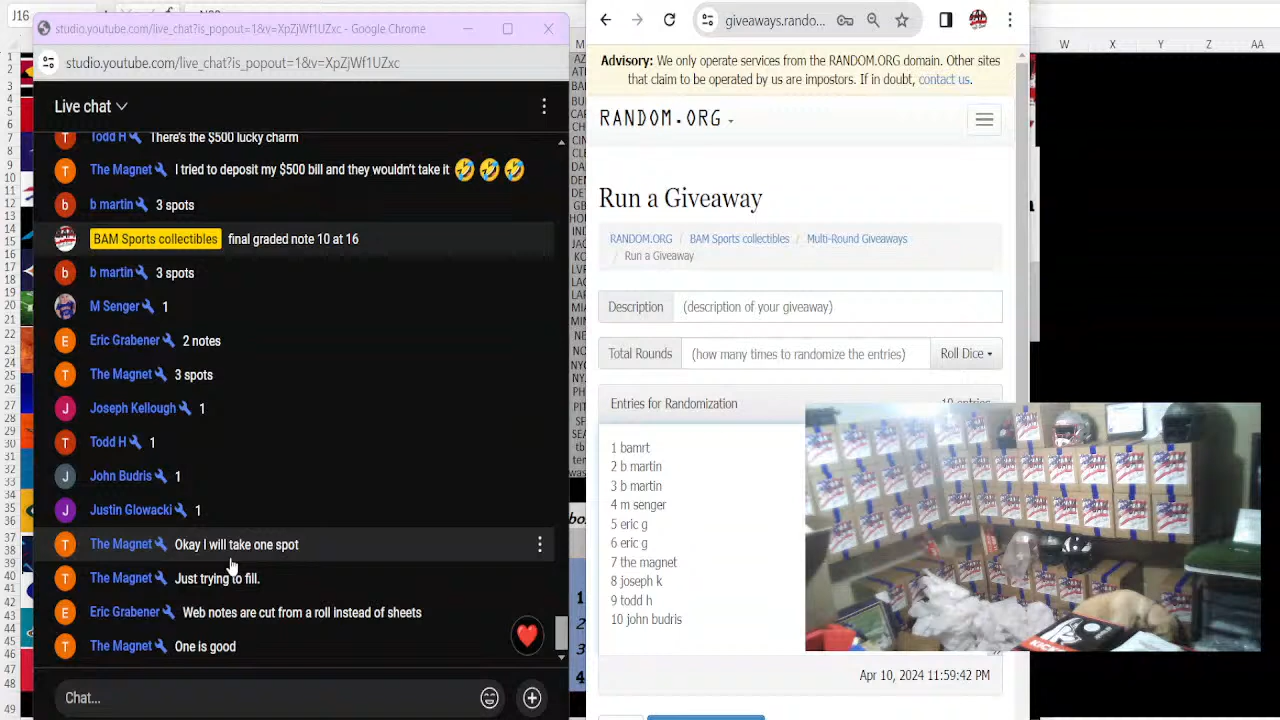 J16
studio.youtube.com/live_chat?is_popout=1&v=XpZjWf1UZxc - Google Chrome
studio.youtube.com/live_chat?is_popout=1&v=XpZjWf1UZxc
Live chat
Todd H There's the $500 lucky charm
The Magnet I tried to deposit my $500 bill and they wouldn't take it 🤣 🤣 🤣
b martin 3 spots
BAM Sports collectibles final graded note 10 at 16
b martin 3 spots
M Senger 1
Eric Grabener 2 notes
The Magnet 3 spots
Joseph Kellough 1
Todd H 1
John Budris 1
Justin Glowacki 1
The Magnet Okay I will take one spot
The Magnet Just trying to fill.
Eric Grabener Web notes are cut from a roll instead of sheets
The Magnet One is good
Chat...
giveaways.rando...
Advisory: We only operate services from the RANDOM.ORG domain. Other sites
that claim to be operated by us are impostors. If in doubt, contact us.
RANDOM.ORG
Run a Giveaway
RANDOM.ORG / BAM Sports collectibles / Multi-Round Giveaways
/ Run a Giveaway
Description (description of your giveaway)
Total Rounds (how many times to randomize the entries) Roll Dice
Entries for Randomization 10 entries
1 bamrt
2 b martin
3 b martin
4 m senger
5 eric g
6 eric g
7 the magnet
8 joseph k
9 todd h
10 john budris
Apr 10, 2024 11:59:42 PM
W X Y Z AA